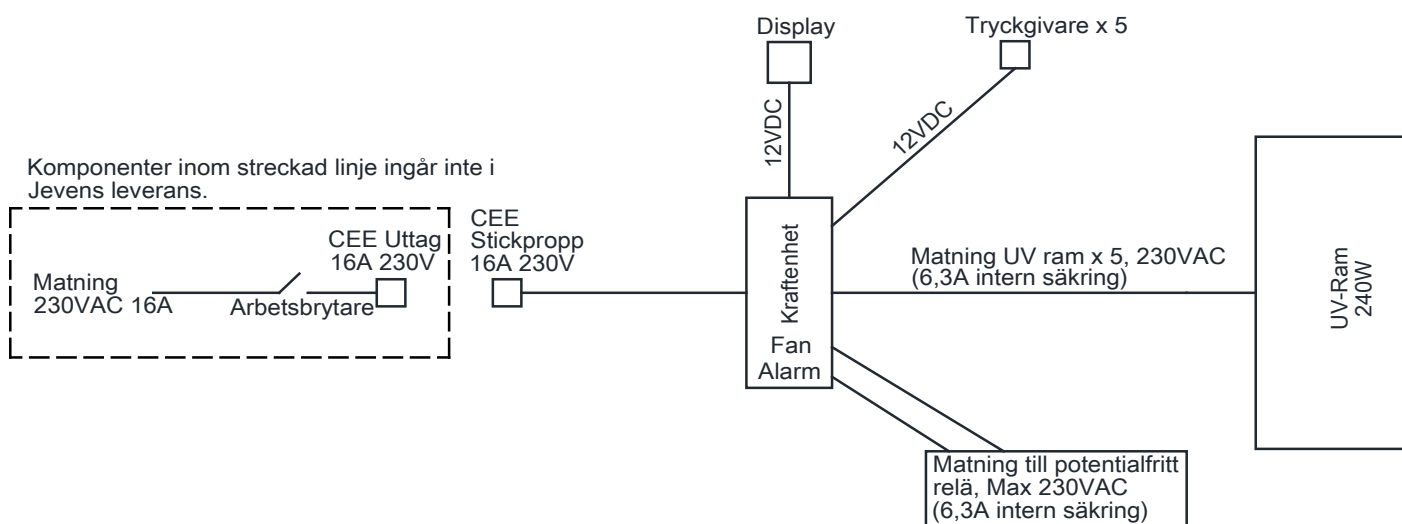 Display
Tryckgivare x 5
12VDC
12VDC
Komponenter inom streckad linje ingår inte i
Jevens leverans.
CEE Uttag
16A 230V
CEE
Stickpropp
16A 230V
Matning
230VAC 16A
Arbetsbrytare
Kraftenhet
Fan
Alarm
Matning UV ram x 5, 230VAC
(6,3A intern säkring)
UV-Ram
240W
Matning till potentialfritt
relä, Max 230VAC
(6,3A intern säkring)